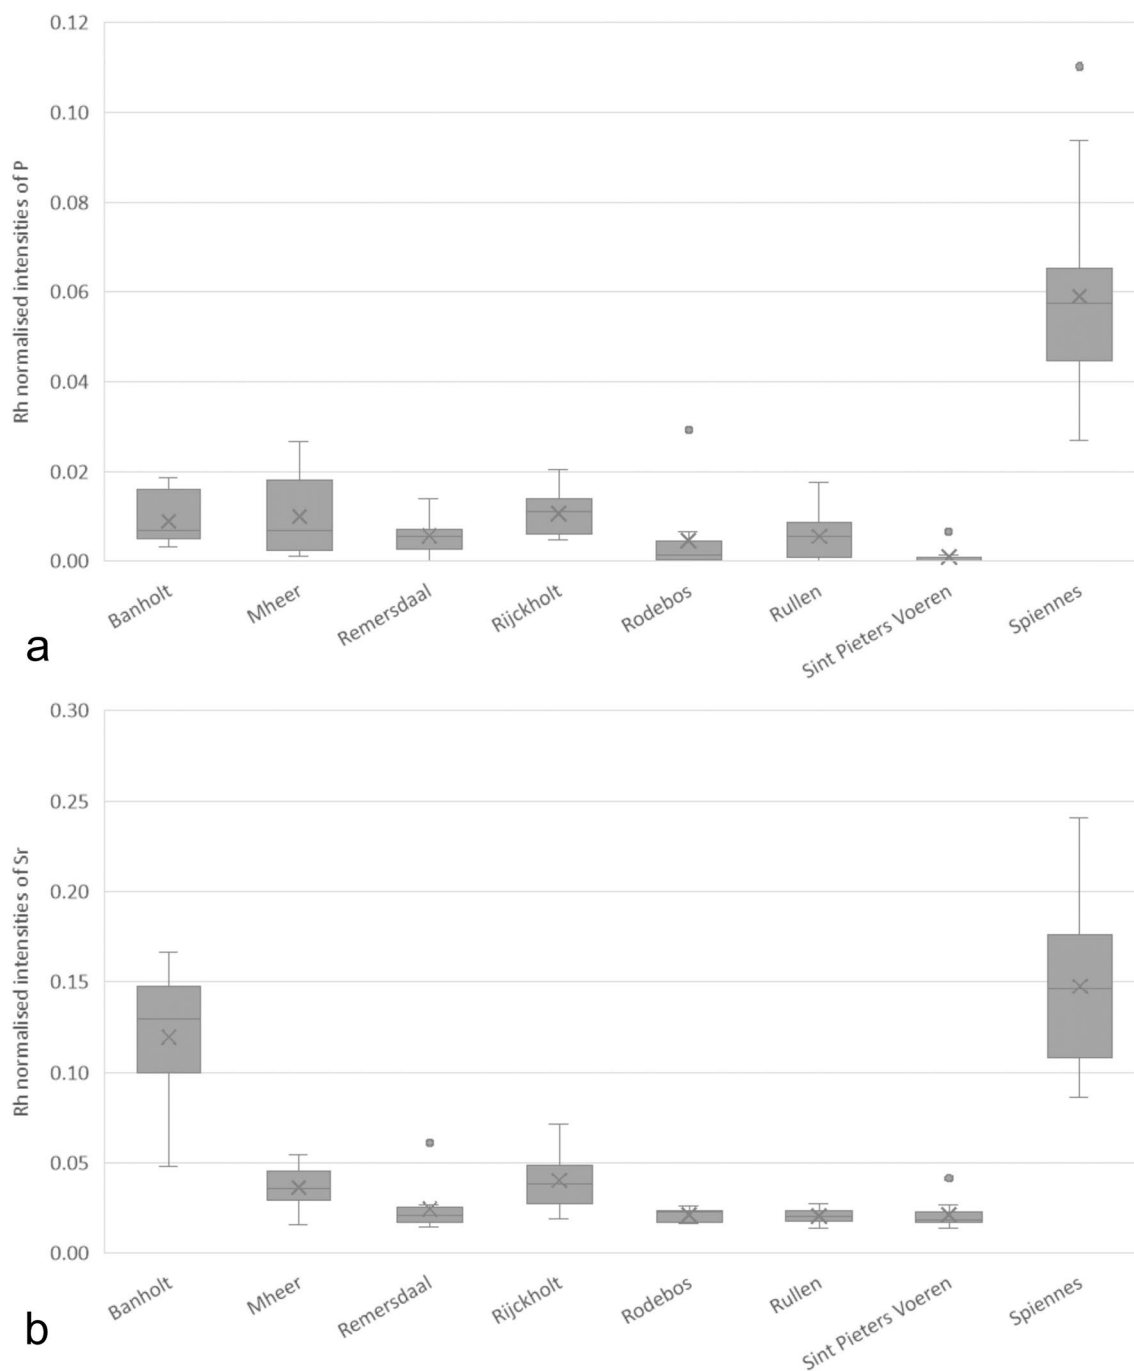 0.12
0.10
0.08
0.06
0.04
0.02
0.00
Rh normalised intensities of P
Banholt
Mheer
Remersdaal
Rijckholt
Rodebos
Rullen
Sint Pieters Voeren
Spiennes
a
0.30
0.25
0.20
0.15
0.10
0.05
0.00
Rh normalised intensities of Sr
Banholt
Mheer
Remersdaal
Rijckholt
Rodebos
Rullen
Sint Pieters Voeren
Spiennes
b